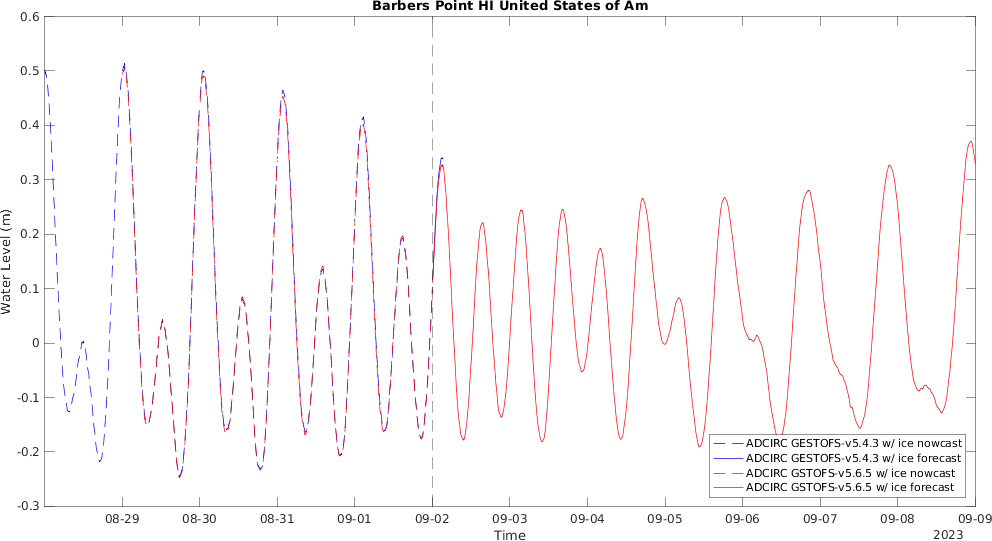 Barbers Point HI United States of Am
0.6
0.5
0.4
0.3
0.2
0.1
0
-0.1
-0.2
-0.3
Water Level (m)
ADCIRC GESTOFS-v5.4.3 w/ ice nowcast
ADCIRC GESTOFS-v5.4.3 w/ ice forecast
ADCIRC GSTOFS-v5.6.5 w/ ice nowcast
ADCIRC GSTOFS-v5.6.5 w/ ice forecast
08-29 08-30 08-31 09-01 09-02 09-03 09-04 09-05 09-06 09-07 09-08 09-09
Time
2023